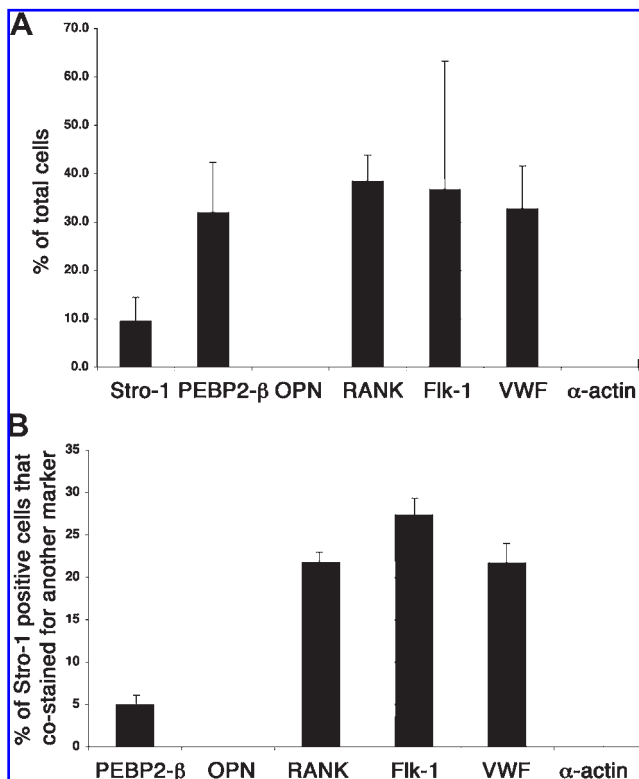 A
% of total cells
70.0
60.0
50.0
40.0
30.0
20.0
10.0
0.0
Stro-1 PEBP2-β OPN RANK Flk-1 VWF α-actin
B
% of Stro-1 positive cells that
co-stained for another marker
35
30
25
20
15
10
5
0
PEBP2-β OPN RANK Flk-1 VWF α-actin